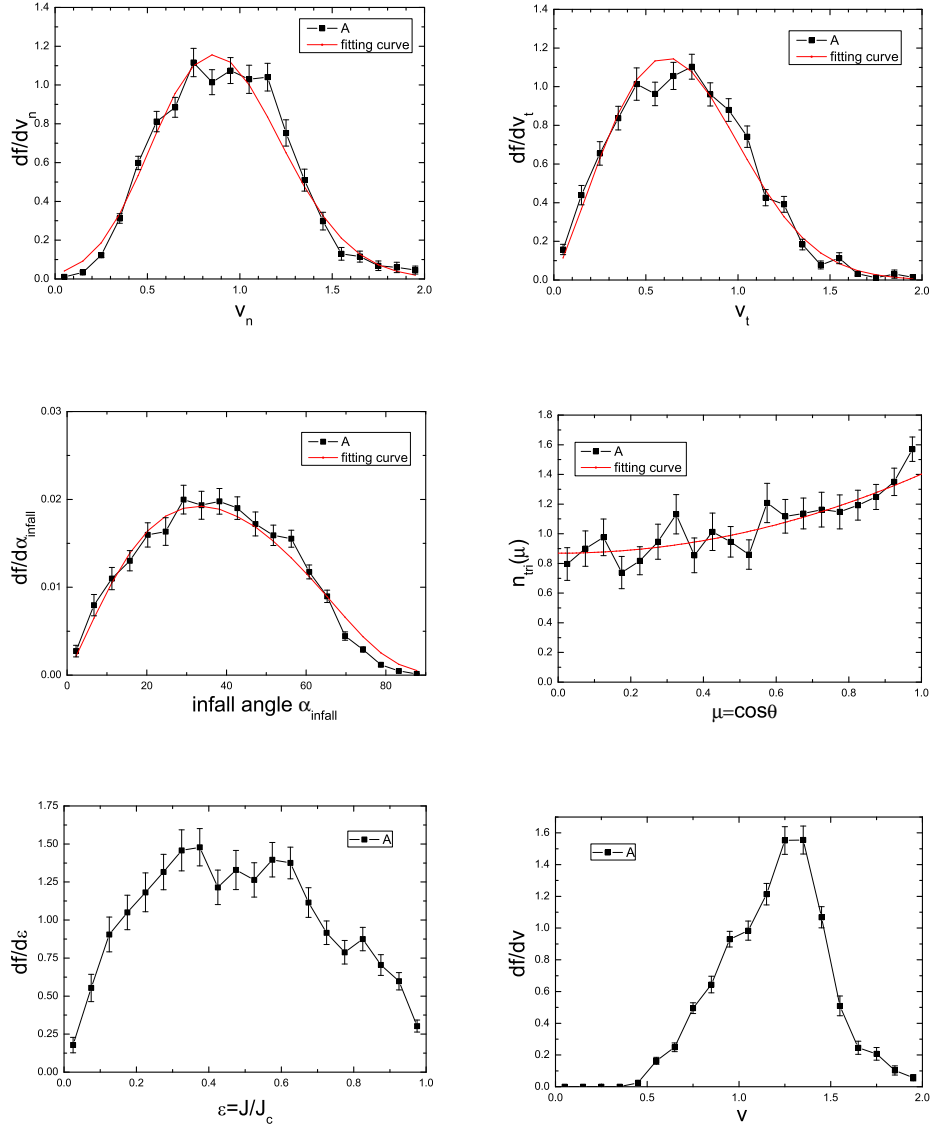 1.4
1.2
1.0
0.8
0.6
0.4
0.2
0.0
df/dv_n
A
fitting curve
0.0 0.5 1.0 1.5 2.0
v_n
1.4
1.2
1.0
0.8
0.6
0.4
0.2
0.0
df/dv_t
A
fitting curve
0.0 0.5 1.0 1.5 2.0
v_t
0.03
0.02
0.01
0.00
df/dα_infall
A
fitting curve
0 20 40 60 80
infall angle α_infall
1.8
1.6
1.4
1.2
1.0
0.8
0.6
0.4
0.2
0.0
n_tri(μ)
A
fitting curve
0.0 0.2 0.4 0.6 0.8 1.0
μ=cosθ
1.75
1.50
1.25
1.00
0.75
0.50
0.25
0.00
df/dε
A
0.0 0.2 0.4 0.6 0.8 1.0
ε=J/J_c
1.6
1.4
1.2
1.0
0.8
0.6
0.4
0.2
0.0
df/dv
A
0.0 0.5 1.0 1.5 2.0
v